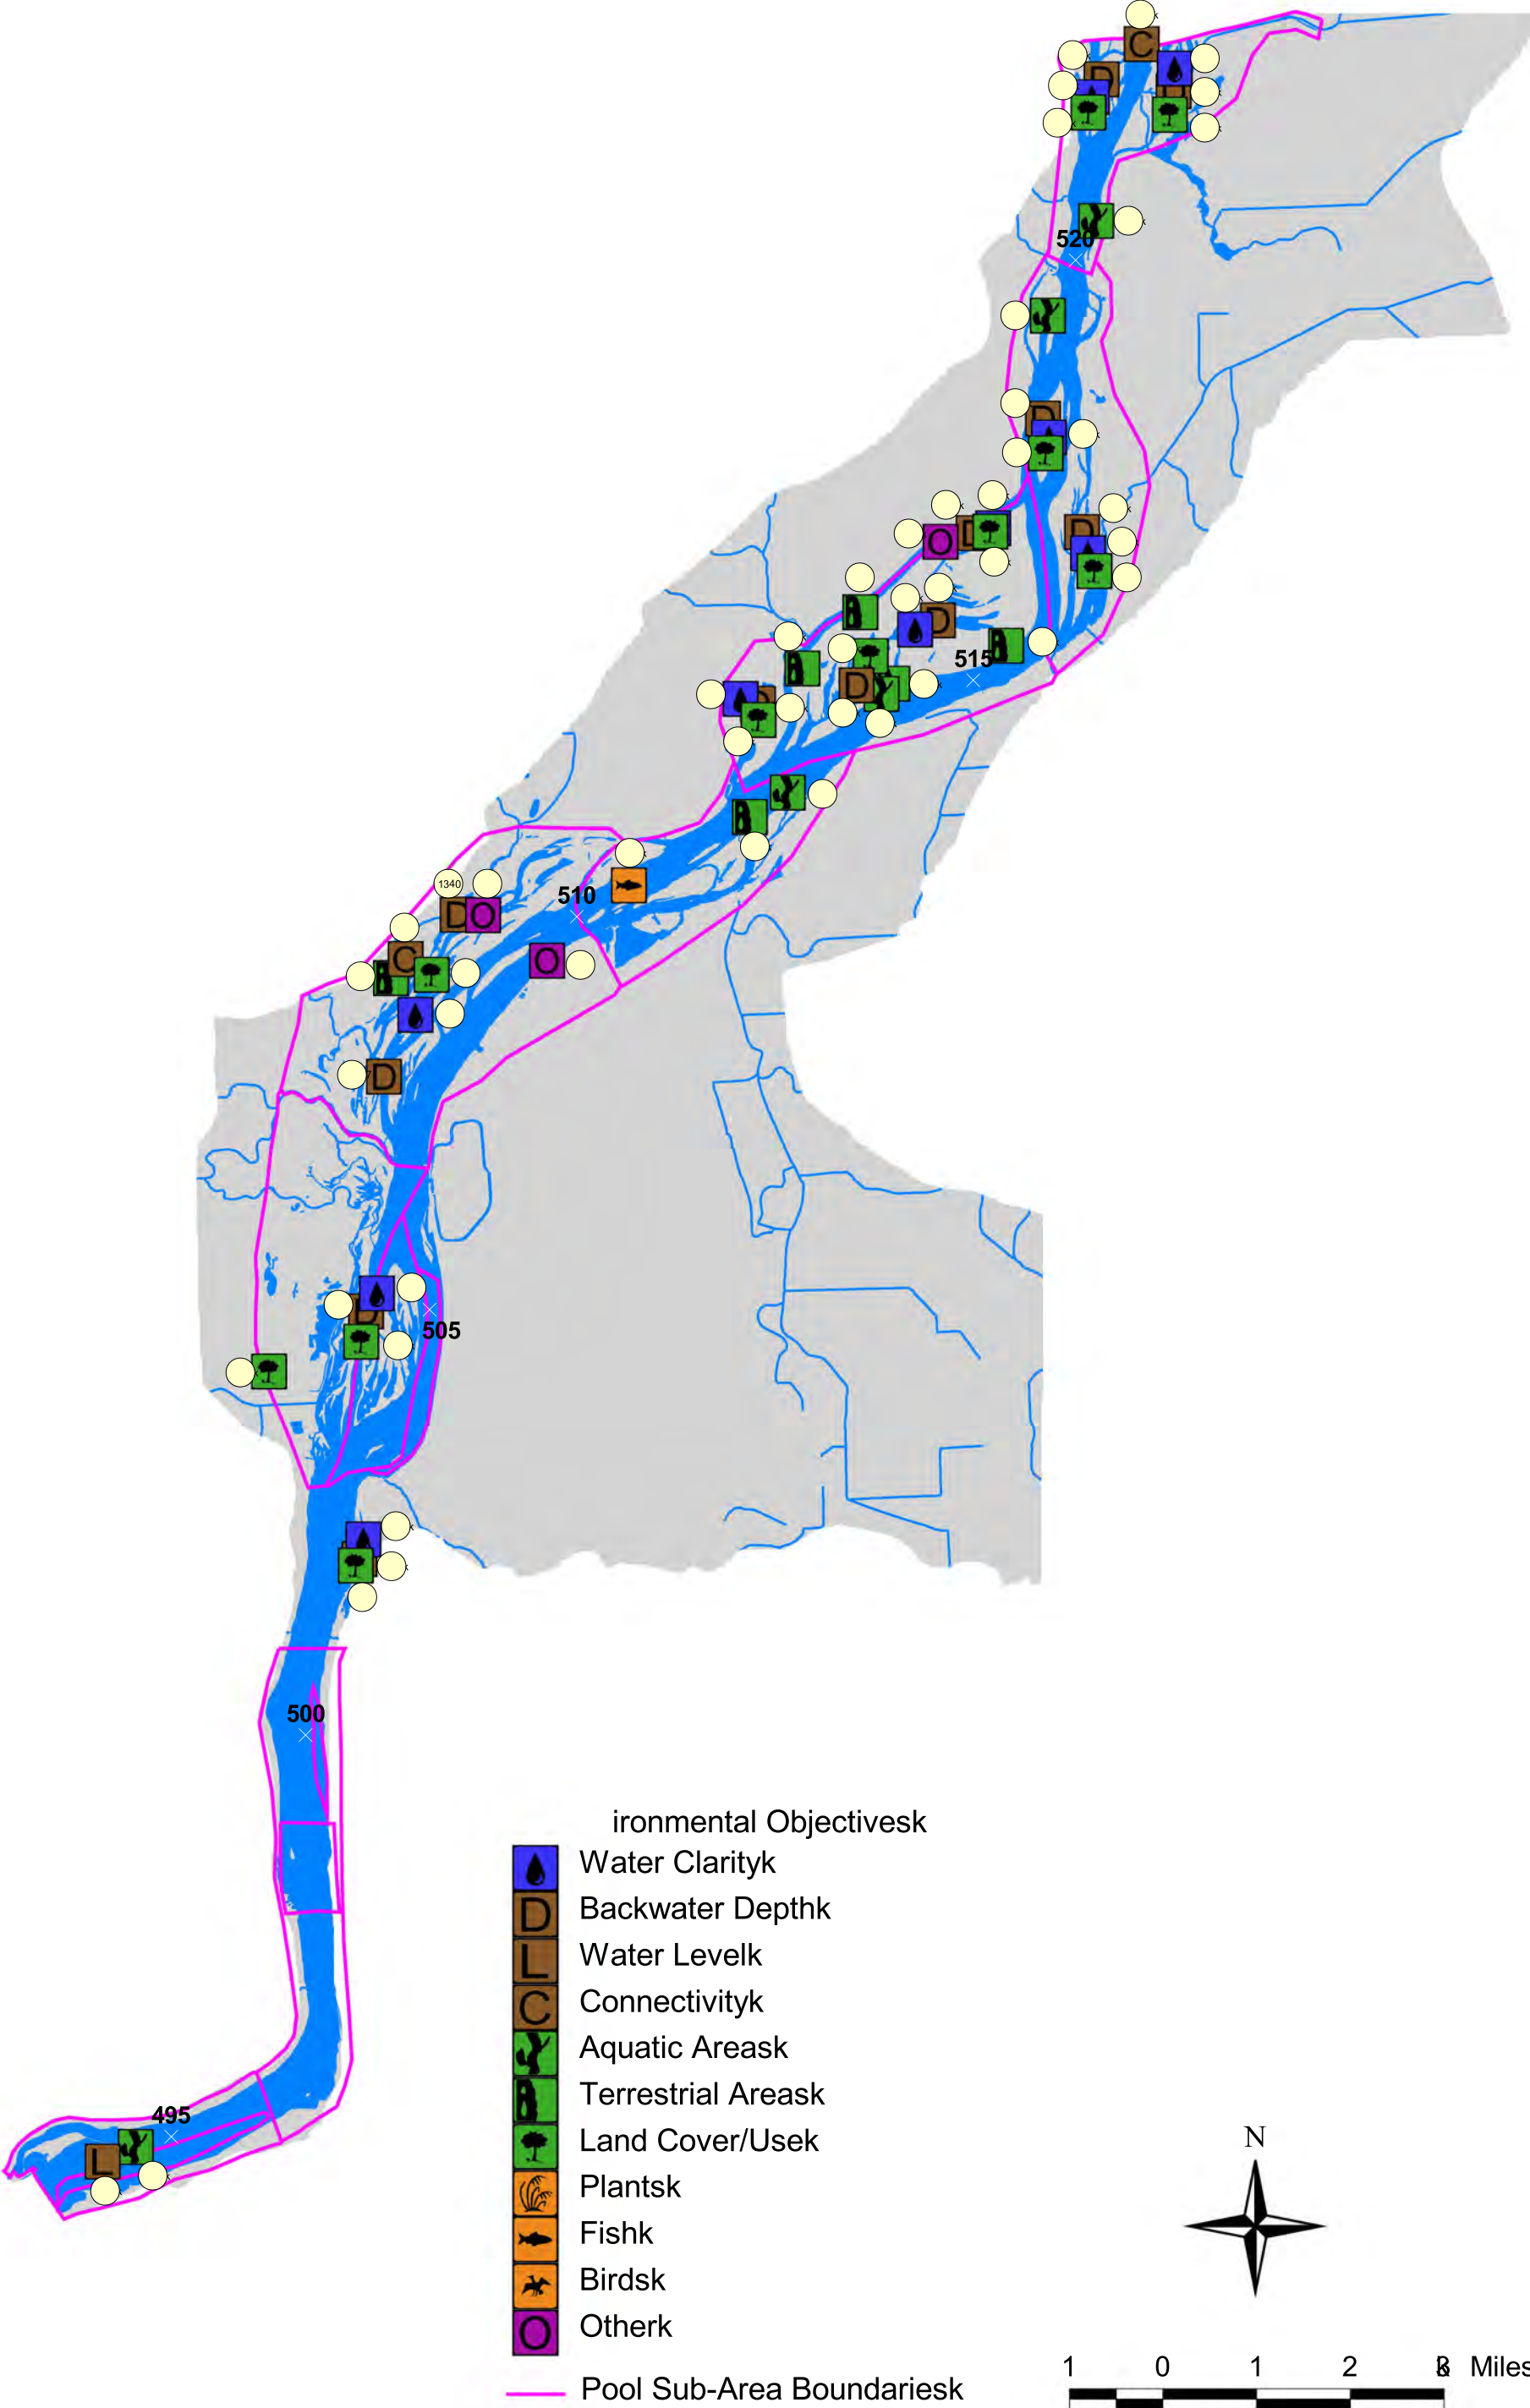 C
D
D
520
D
D
O
D
D
B
515
B
B
D
D
B
1340
510
D
O
C
O
B
D
D
505
500
ironmental Objectivesk
Water Clarityk
D
Backwater Depthk
L
Water Levelk
C
Connectivityk
Aquatic Areask
Terrestrial Areask
Land Cover/Usek
495
L
N
Plantsk
Fishk
Birdsk
O
Otherk
1 0 1 2 3 Miles
Pool Sub-Area Boundariesk